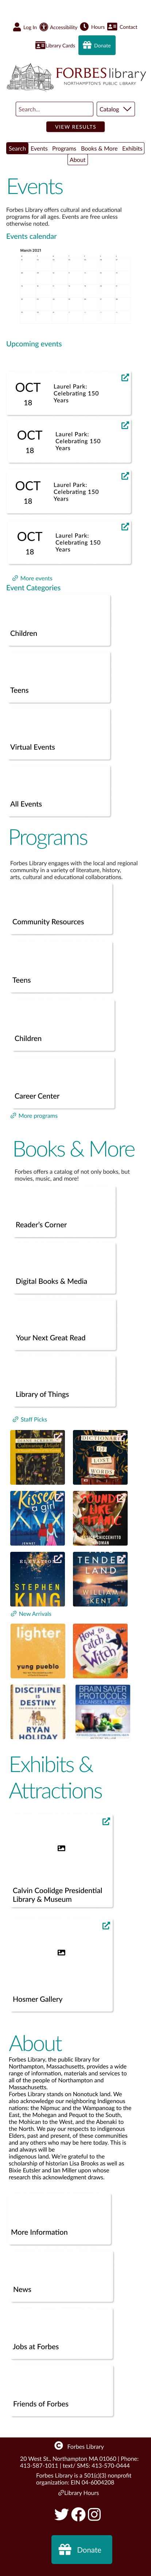 Log In Accessibility Hours Contact
Library Cards Donate
FORBES library
NORTHAMPTON'S PUBLIC LIBRARY
Search... Catalog
VIEW RESULTS
Search Events Programs Books & More Exhibits
About
Events
Forbes Library offers cultural and educational
programs for all ages. Events are free unless
otherwise noted.
Events calendar
March 2021
Upcoming events
OCT
18
Laurel Park:
Celebrating 150
Years
OCT
18
Laurel Park:
Celebrating 150
Years
OCT
18
Laurel Park:
Celebrating 150
Years
OCT
18
Laurel Park:
Celebrating 150
Years
More events
Event Categories
Children
Teens
Virtual Events
All Events
Programs
Forbes Library engages with the local and regional
community in a variety of literature, history,
arts, cultural and educational collaborations.
Community Resources
Teens
Children
Career Center
More programs
Books & More
Forbes offers a catalog of not only books, but
movies, music, and more!
Reader's Corner
Digital Books & Media
Your Next Great Read
Library of Things
Staff Picks
LOST
WORDS
Kissed
a girl
STEPHEN
KING
TENDER
LAND
KENT
New Arrivals
lighter
yung pueblo
How to
catch a
Witch
DISCIPLINE
IS
DESTINY
RYAN
HOLIDAY
BRAIN SAVER
PROTOCOLS
Exhibits &
Attractions
Calvin Coolidge Presidential
Library & Museum
Hosmer Gallery
About
Forbes Library, the public library for
Northampton, Massachusetts, provides a wide
range of information, materials and services to
all of the people of Northampton and
Massachusetts.
Forbes Library stands on Nonotuck land. We
also acknowledge our neighboring Indigenous
nations: the Nipmuc and the Wampanoag to the
East, the Mohegan and Pequot to the South,
the Mohican to the West, and the Abenaki to
the North. We pay our respects to indigenous
Elders, past and present, of these communities
and any others who may be here today. This is
and always will be
indigenous land. We're grateful to the
scholarship of historian Lisa Brooks as well as
Bixie Eutsler and Ian Miller upon whose
research this acknowledgment draws.
More Information
News
Jobs at Forbes
Friends of Forbes
Forbes Library
20 West St., Northampton MA 01060 | Phone:
413-587-1011 | text/ SMS: 413-570-0444
Forbes Library is a 501(c)(3) nonprofit
organization: EIN 04-6004208
Library Hours
Donate